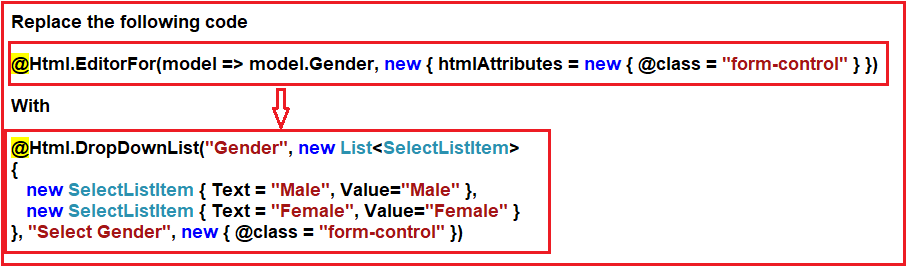 Replace the following code
@Html.EditorFor(model => model.Gender, new { htmlAttributes = new { @class = "form-control" } })
With
@Html.DropDownList("Gender", new List<SelectListItem>
{
new SelectListItem { Text = "Male", Value="Male" },
new SelectListItem { Text = "Female", Value="Female" }
}, "Select Gender", new { @class = "form-control" })